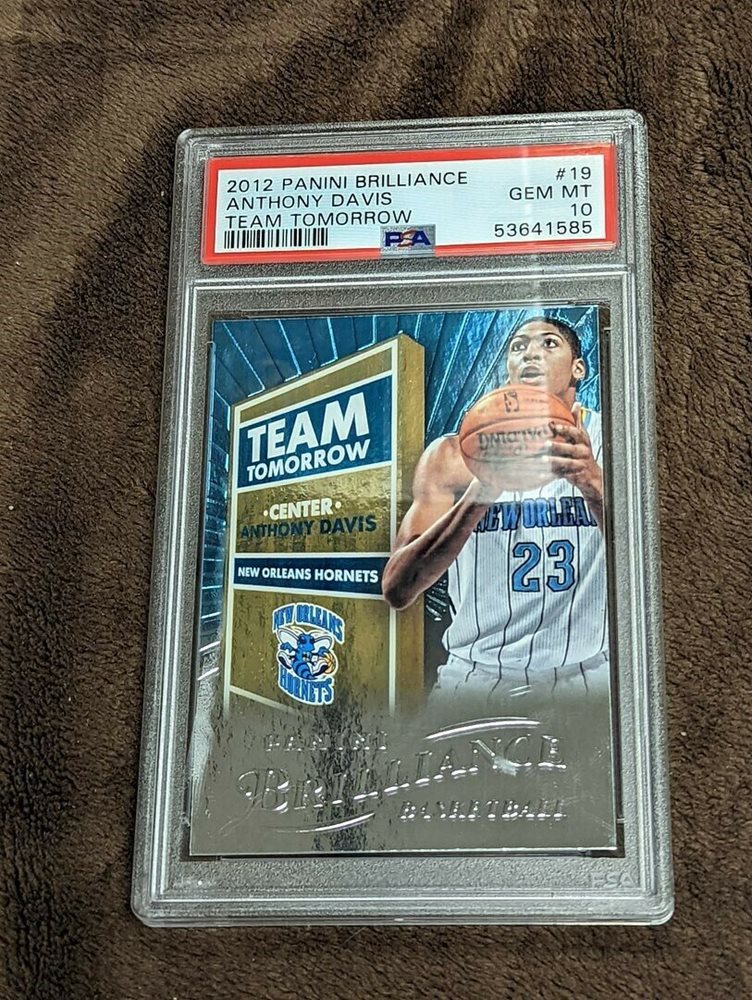 2012 PANINI BRILLIANCE #19
ANTHONY DAVIS GEM MT
TEAM TOMORROW 10
PSA 53641585
TEAM
TOMORROW
·CENTER·
ANTHONY DAVIS
NEW ORLEANS HORNETS
NEW ORLEANS
HORNETS
NEW ORLEA
23
PANINI
BRILLIANCE
BASKETBALL
PSA